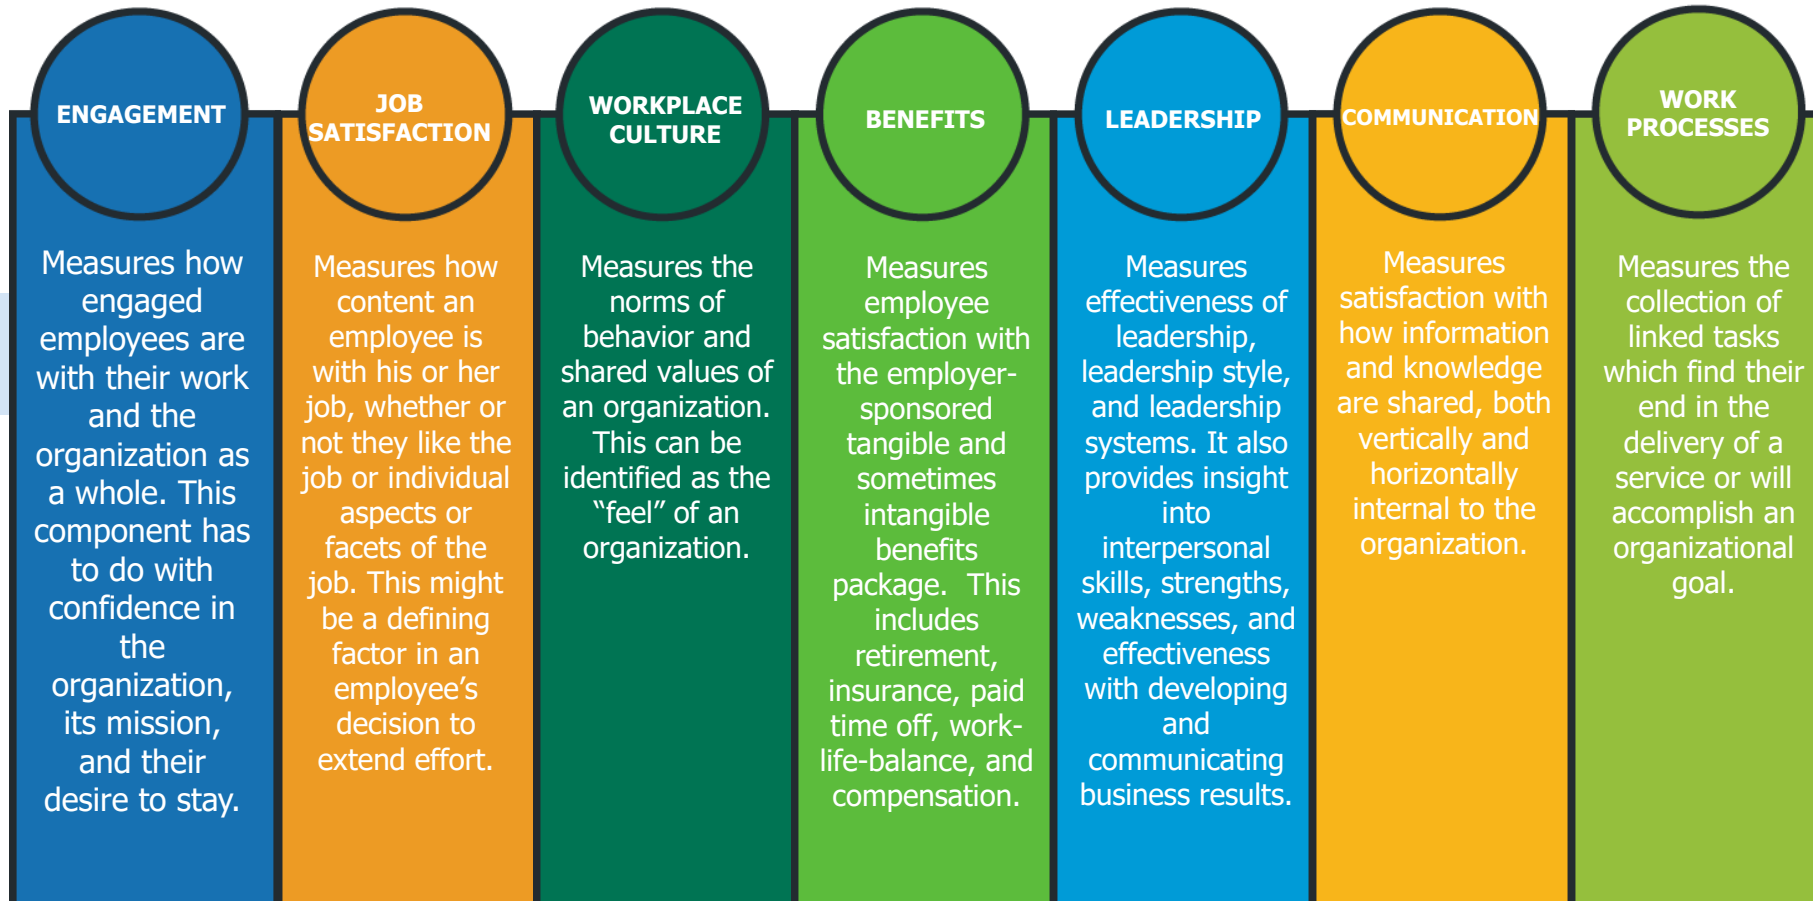 ENGAGEMENT
Measures how
engaged
employees are
with their work
and the
organization as
a whole. This
component has
to do with
confidence in
the
organization,
its mission,
and their
desire to stay.
JOB
SATISFACTION
Measures how
content an
employee is
with his or her
job, whether or
not they like the
job or individual
aspects or
facets of the
job. This might
be a defining
factor in an
employee’s
decision to
extend effort.
WORKPLACE
CULTURE
Measures the
norms of
behavior and
shared values of
an organization.
This can be
identified as the
“feel” of an
organization.
BENEFITS
Measures
employee
satisfaction with
the employer-
sponsored
tangible and
sometimes
intangible
benefits
package.  This
includes
retirement,
insurance, paid
time off, work-
life-balance, and
compensation.
LEADERSHIP
Measures
effectiveness of
leadership,
leadership style,
and leadership
systems. It also
provides insight
into
interpersonal
skills, strengths,
weaknesses, and
effectiveness
with developing
and
communicating
business results.
COMMUNICATION
Measures
satisfaction with
how information
and knowledge
are shared, both
vertically and
horizontally
internal to the
organization.
WORK
PROCESSES
Measures the
collection of
linked tasks
which find their
end in the
delivery of a
service or will
accomplish an
organizational
goal.